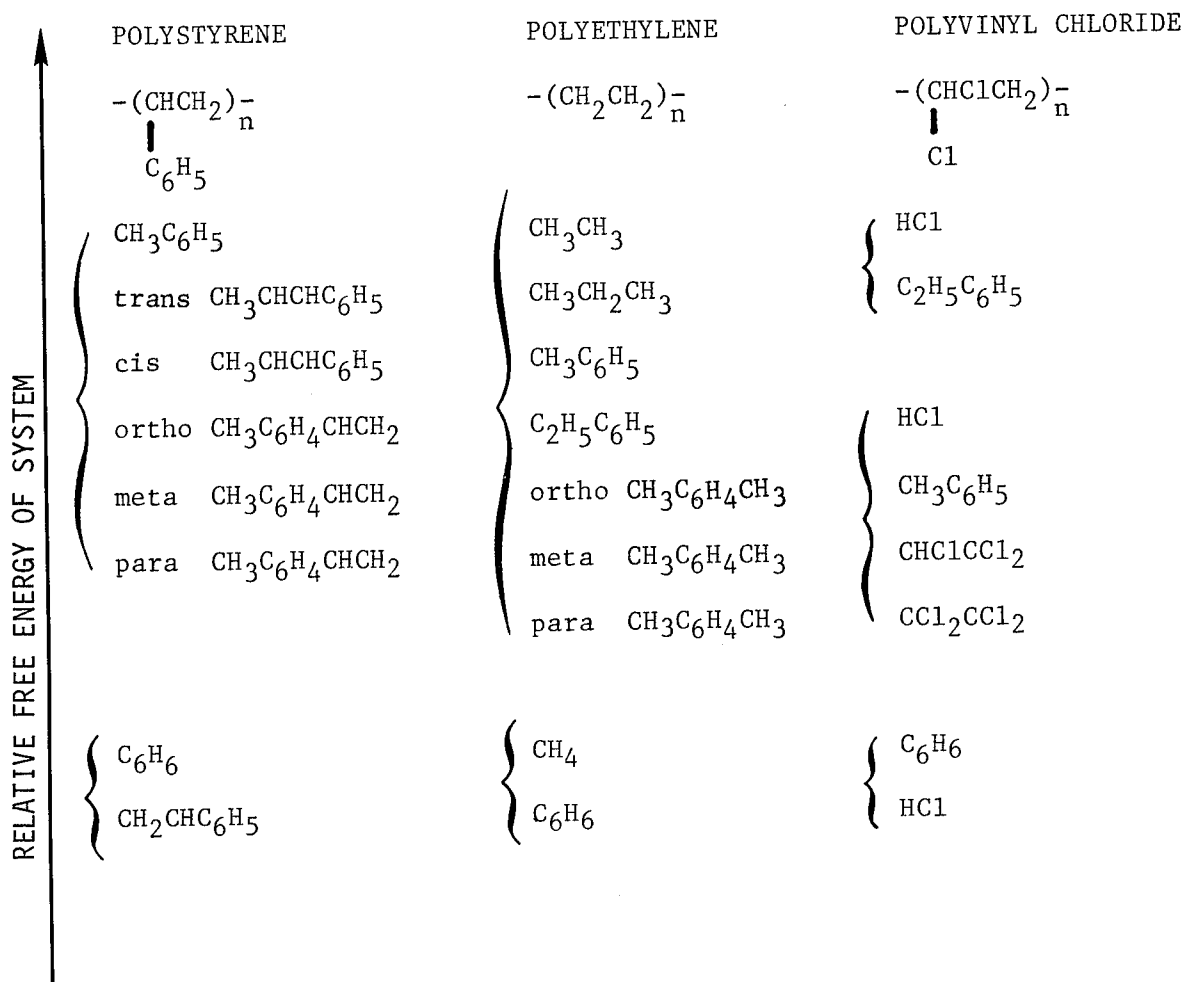 RELATIVE FREE ENERGY OF SYSTEM
POLYSTYRENE
-(CHCH₂)-n
C₆H₅
CH₃C₆H₅
trans CH₃CHCHC₆H₅
cis CH₃CHCHC₆H₅
ortho CH₃C₆H₄CHCH₂
meta CH₃C₆H₄CHCH₂
para CH₃C₆H₄CHCH₂
C₆H₆
CH₂CHC₆H₅
POLYETHYLENE
-(CH₂CH₂)-n
CH₃CH₃
CH₃CH₂CH₃
CH₃C₆H₅
C₂H₅C₆H₅
ortho CH₃C₆H₄CH₃
meta CH₃C₆H₄CH₃
para CH₃C₆H₄CH₃
CH₄
C₆H₆
POLYVINYL CHLORIDE
-(CHClCH₂)-n
Cl
HCl
C₂H₅C₆H₅
HCl
CH₃C₆H₅
CHClCCl₂
CCl₂CCl₂
C₆H₆
HCl